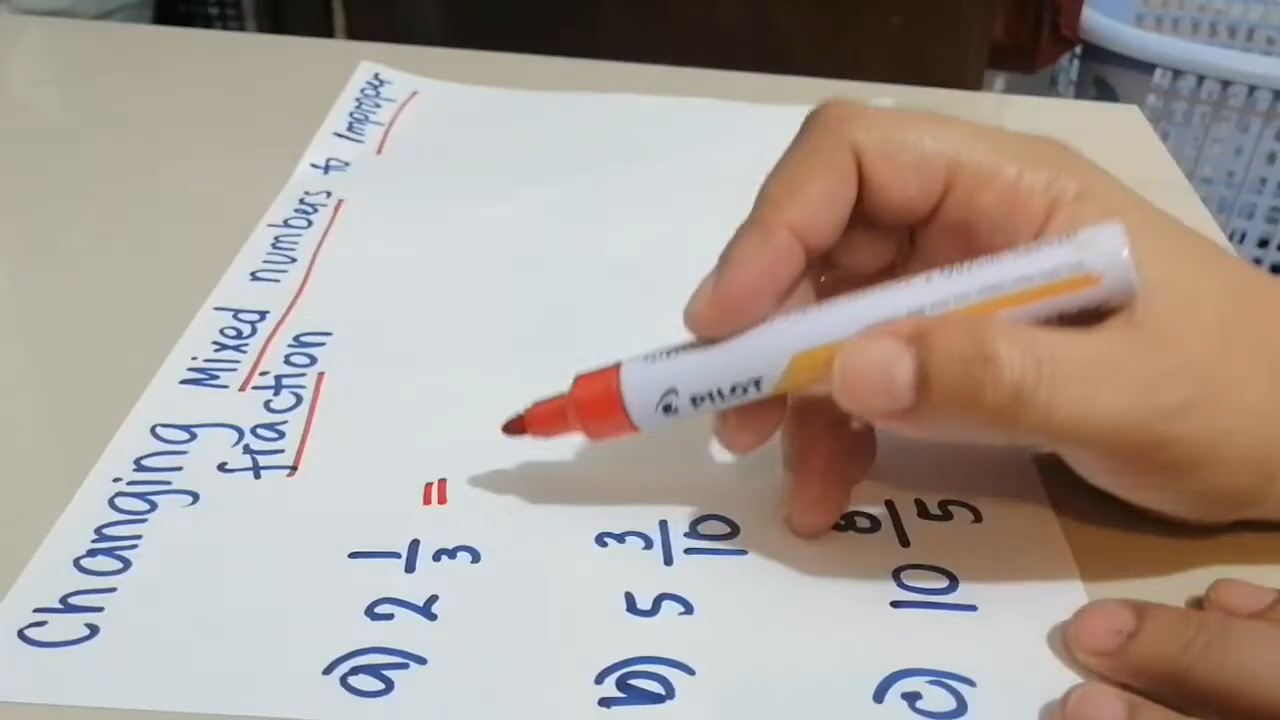 Changing Mixed numbers to Improper
fraction
a) 2 1/3 =
b) 5 3/10
c) 10 8/5
PILOT